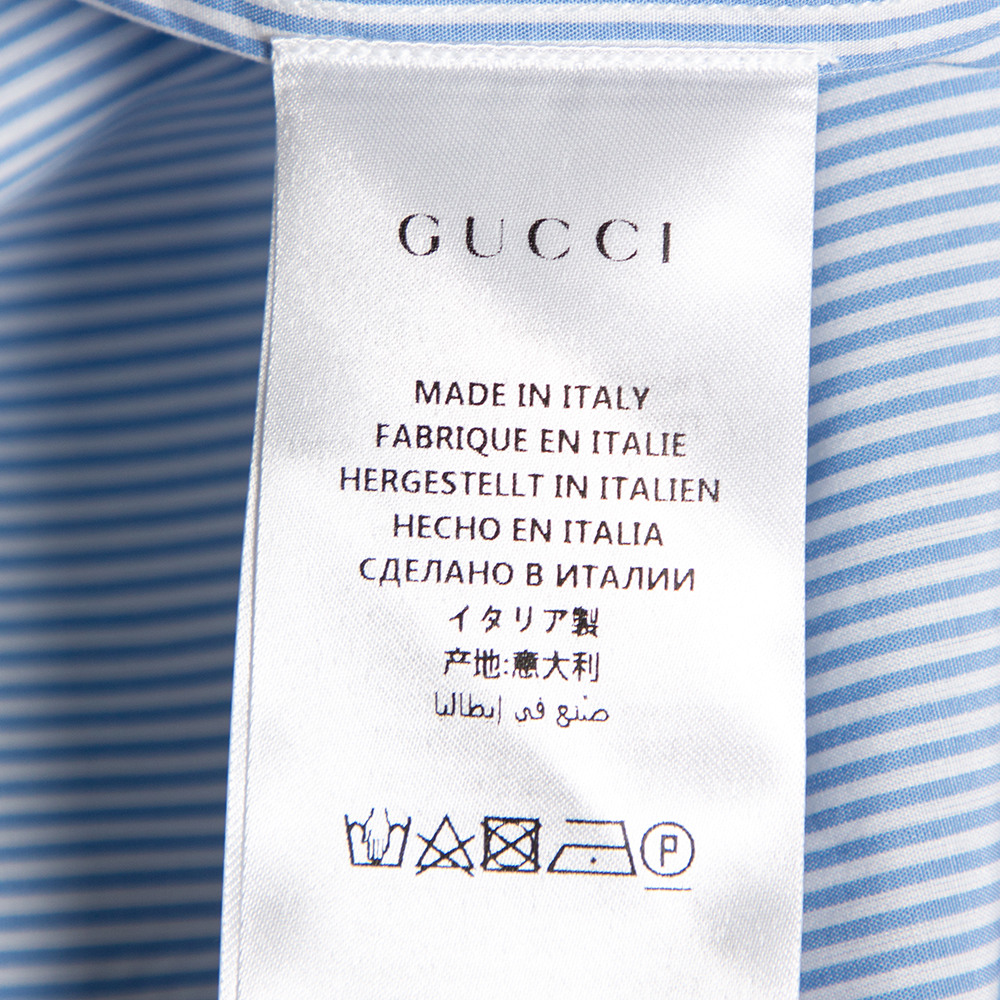 GUCCI
MADE IN ITALY
FABRIQUE EN ITALIE
HERGESTELLT IN ITALIEN
HECHO EN ITALIA
СДЕЛАНО В ИТАЛИИ
イタリア製
产地:意大利
صنع في إيطاليا
P